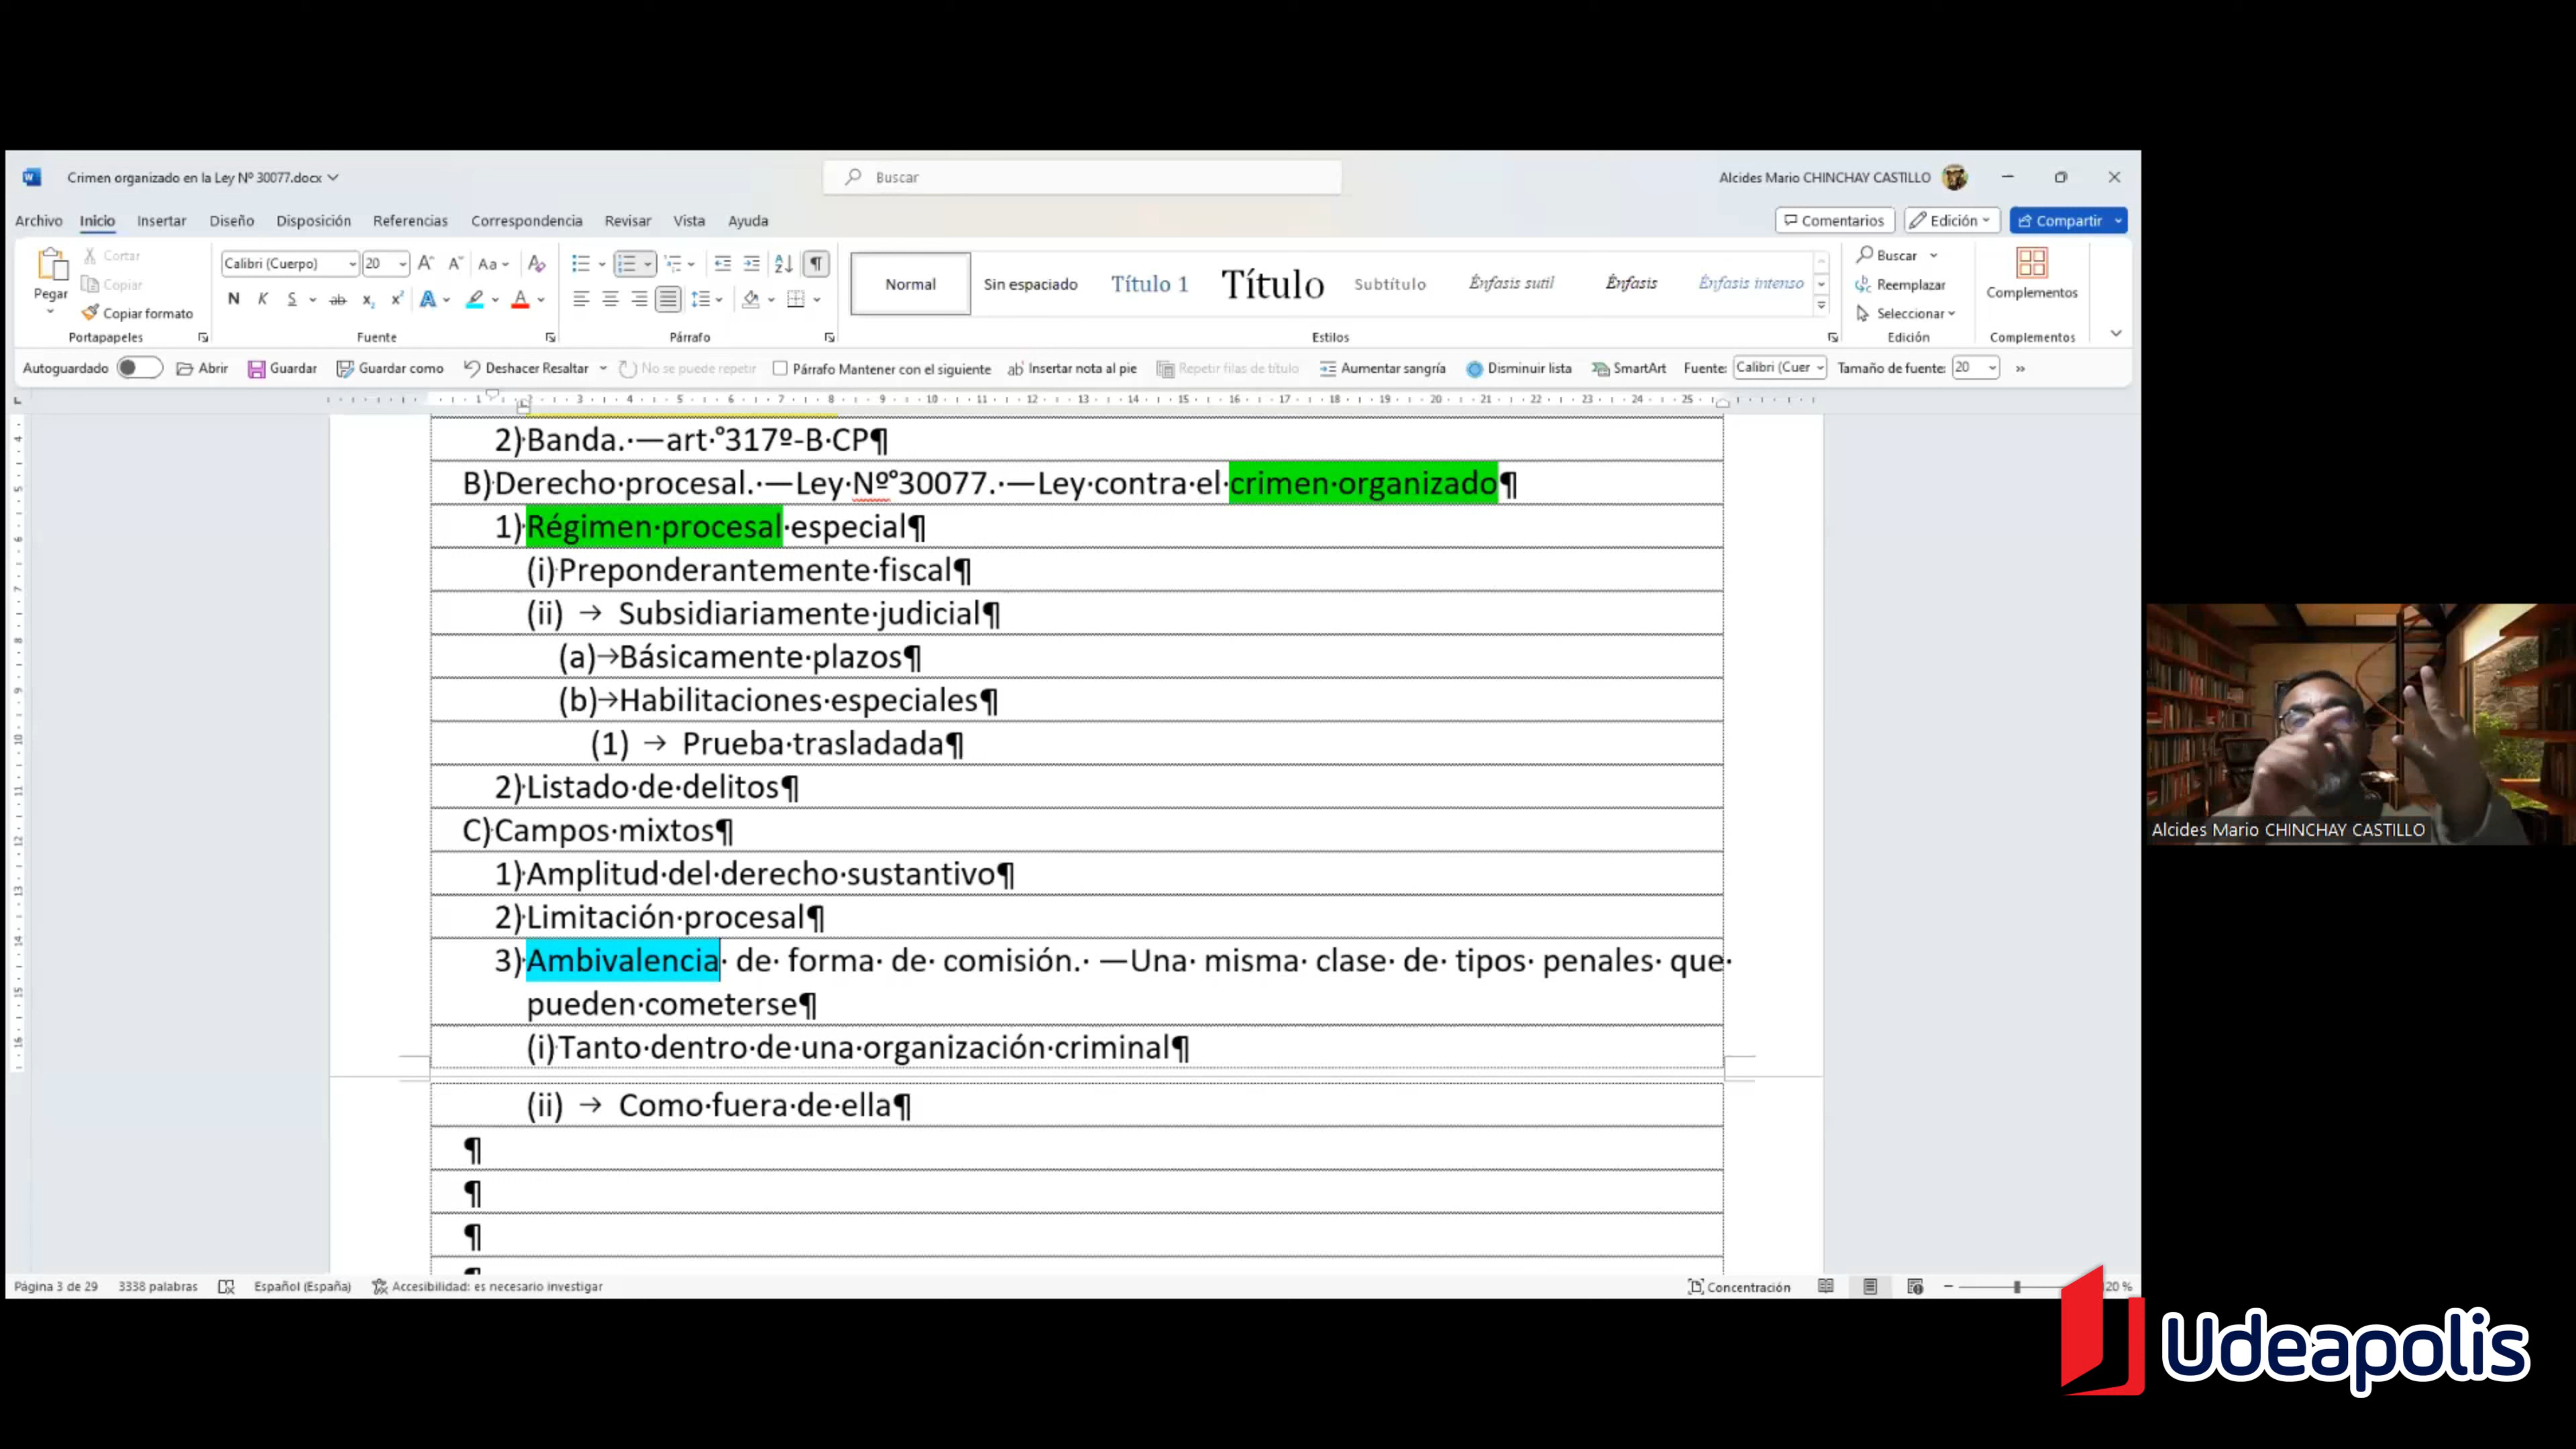 Crimen organizado en la Ley Nº 30077.docx
Buscar
Alcides Mario CHINCHAY CASTILLO
Archivo Inicio Insertar Diseño Disposición Referencias Correspondencia Revisar Vista Ayuda
Comentarios Edición Compartir
Pegar
Cortar
Copiar
Copiar formato
Portapapeles
Calibri (Cuerpo) 20
Fuente
Párrafo
Normal Sin espaciado Título 1 Título Subtítulo Énfasis sutil Énfasis Énfasis intenso
Estilos
Buscar
Reemplazar
Seleccionar
Edición
Complementos
Complementos
Autoguardado Abrir Guardar Guardar como Deshacer Resaltar No se puede repetir Párrafo Mantener con el siguiente Insertar nota al pie Repetir filas de título Aumentar sangría Disminuir lista SmartArt Fuente: Calibri (Cuer Tamaño de fuente: 20 »
2)·Banda.·—art·°317º-B·CP¶
B)·Derecho·procesal.·—Ley·Nº°30077.·—Ley·contra·el·crimen·organizado¶
1)·Régimen·procesal·especial¶
(i)·Preponderantemente·fiscal¶
(ii) → Subsidiariamente·judicial¶
(a)→Básicamente·plazos¶
(b)→Habilitaciones·especiales¶
(1) → Prueba·trasladada¶
2)·Listado·de·delitos¶
C)·Campos·mixtos¶
1)·Amplitud·del·derecho·sustantivo¶
2)·Limitación·procesal¶
3)·Ambivalencia· de· forma· de· comisión.· —Una· misma· clase· de· tipos· penales· que·
pueden·cometerse¶
(i)·Tanto·dentro·de·una·organización·criminal¶
(ii) → Como·fuera·de·ella¶
¶
¶
¶
Página 3 de 29 3338 palabras Español (España) Accesibilidad: es necesario investigar
Concentración 20 %
Alcides Mario CHINCHAY CASTILLO
Udeapolis